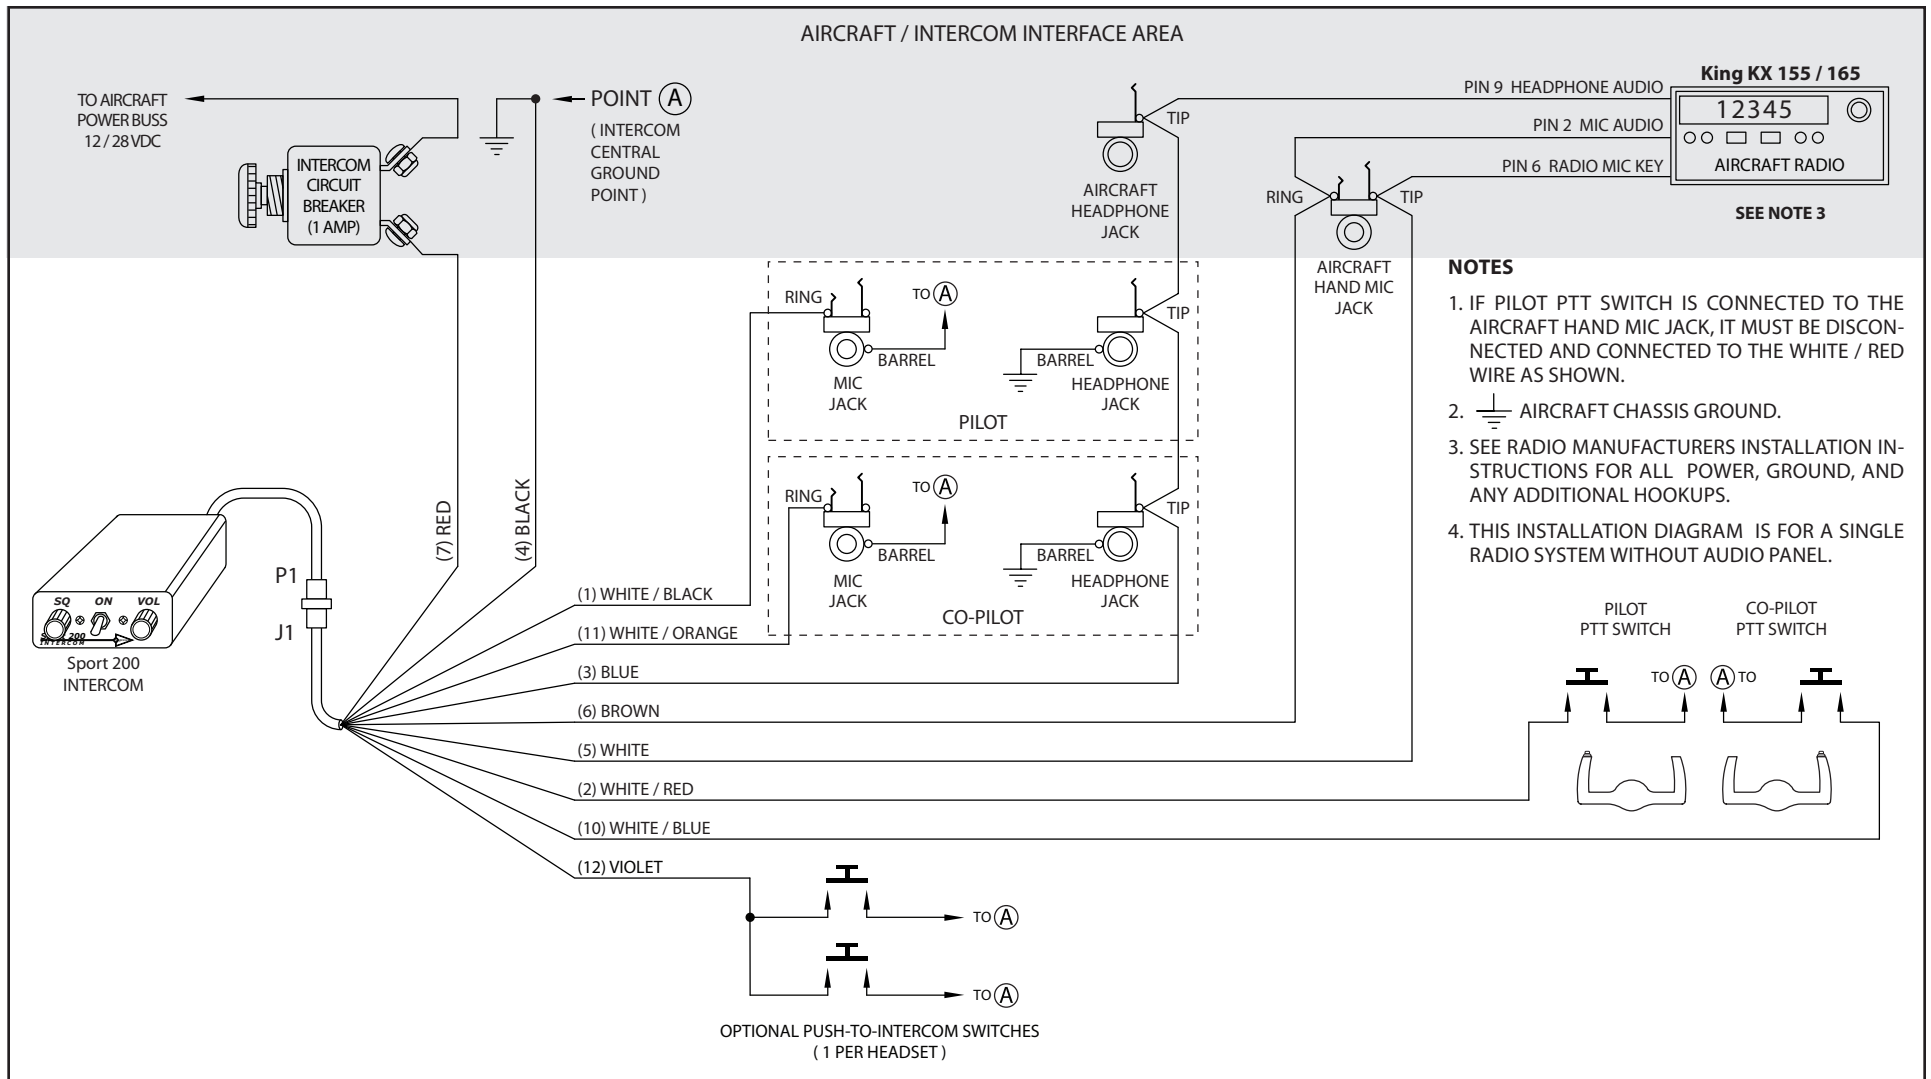 AIRCRAFT / INTERCOM INTERFACE AREA
TO AIRCRAFT
POWER BUSS
12 / 28 VDC
INTERCOM
CIRCUIT
BREAKER
(1 AMP)
POINT A
( INTERCOM
CENTRAL
GROUND
POINT )
TIP
AIRCRAFT
HEADPHONE
JACK
PIN 9 HEADPHONE AUDIO
PIN 2 MIC AUDIO
PIN 6 RADIO MIC KEY
King KX 155 / 165
12345
AIRCRAFT RADIO
SEE NOTE 3
RING
TIP
AIRCRAFT
HAND MIC
JACK
NOTES
1. IF PILOT PTT SWITCH IS CONNECTED TO THE
AIRCRAFT HAND MIC JACK, IT MUST BE DISCON-
NECTED AND CONNECTED TO THE WHITE / RED
WIRE AS SHOWN.
2. AIRCRAFT CHASSIS GROUND.
3. SEE RADIO MANUFACTURERS INSTALLATION IN-
STRUCTIONS FOR ALL POWER, GROUND, AND
ANY ADDITIONAL HOOKUPS.
4. THIS INSTALLATION DIAGRAM IS FOR A SINGLE
RADIO SYSTEM WITHOUT AUDIO PANEL.
RING
TO A
BARREL
MIC
JACK
TIP
BARREL
HEADPHONE
JACK
PILOT
RING
TO A
BARREL
MIC
JACK
TIP
BARREL
HEADPHONE
JACK
CO-PILOT
(7) RED
(4) BLACK
P1
J1
SQ ON VOL
200
INTERCOM
Sport 200
INTERCOM
(1) WHITE / BLACK
(11) WHITE / ORANGE
(3) BLUE
(6) BROWN
(5) WHITE
(2) WHITE / RED
(10) WHITE / BLUE
(12) VIOLET
PILOT
PTT SWITCH
CO-PILOT
PTT SWITCH
TO A
A TO
TO A
TO A
OPTIONAL PUSH-TO-INTERCOM SWITCHES
( 1 PER HEADSET )